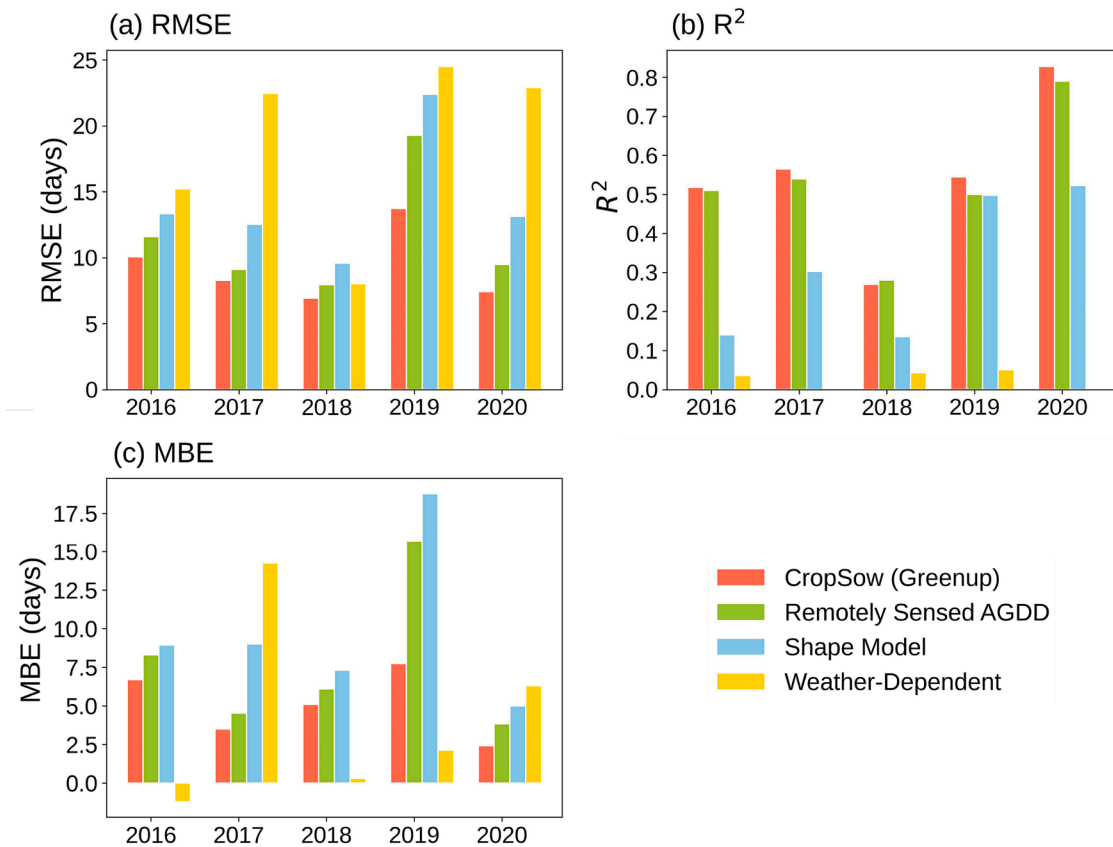 (a) RMSE
25
20
15
10
5
0
RMSE (days)
2016 2017 2018 2019 2020
(b) R²
0.8
0.7
0.6
0.5
0.4
0.3
0.2
0.1
0.0
R²
2016 2017 2018 2019 2020
(c) MBE
17.5
15.0
12.5
10.0
7.5
5.0
2.5
0.0
MBE (days)
2016 2017 2018 2019 2020
CropSow (Greenup)
Remotely Sensed AGDD
Shape Model
Weather-Dependent